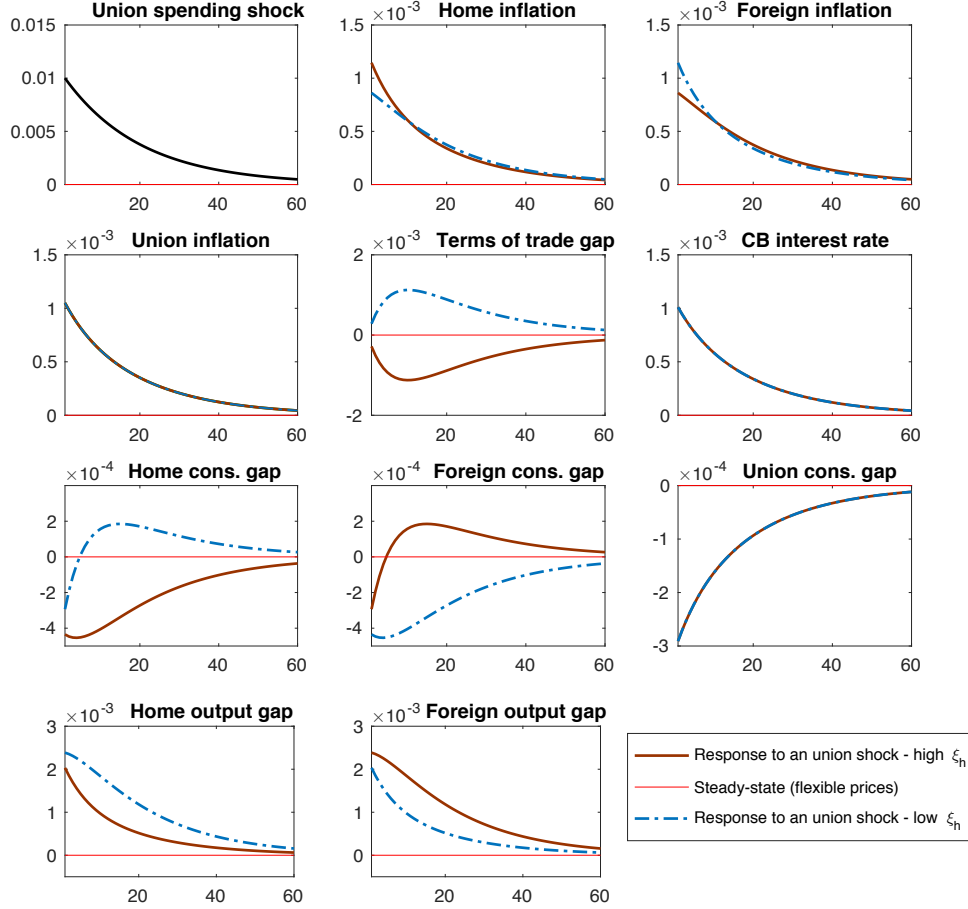 Union spending shock
0.015
0.01
0.005
0
20 40 60
×10⁻³ Home inflation
1.5
1
0.5
0
20 40 60
×10⁻³ Foreign inflation
1.5
1
0.5
0
20 40 60
×10⁻³ Union inflation
1.5
1
0.5
0
20 40 60
×10⁻³ Terms of trade gap
2
0
-2
20 40 60
×10⁻³ CB interest rate
1.5
1
0.5
0
20 40 60
×10⁻⁴ Home cons. gap
2
0
-2
-4
20 40 60
×10⁻⁴ Foreign cons. gap
2
0
-2
-4
20 40 60
×10⁻⁴ Union cons. gap
0
-1
-2
-3
20 40 60
×10⁻³ Home output gap
3
2
1
0
20 40 60
×10⁻³ Foreign output gap
3
2
1
0
20 40 60
Response to an union shock - high ξh
Steady-state (flexible prices)
Response to an union shock - low ξh